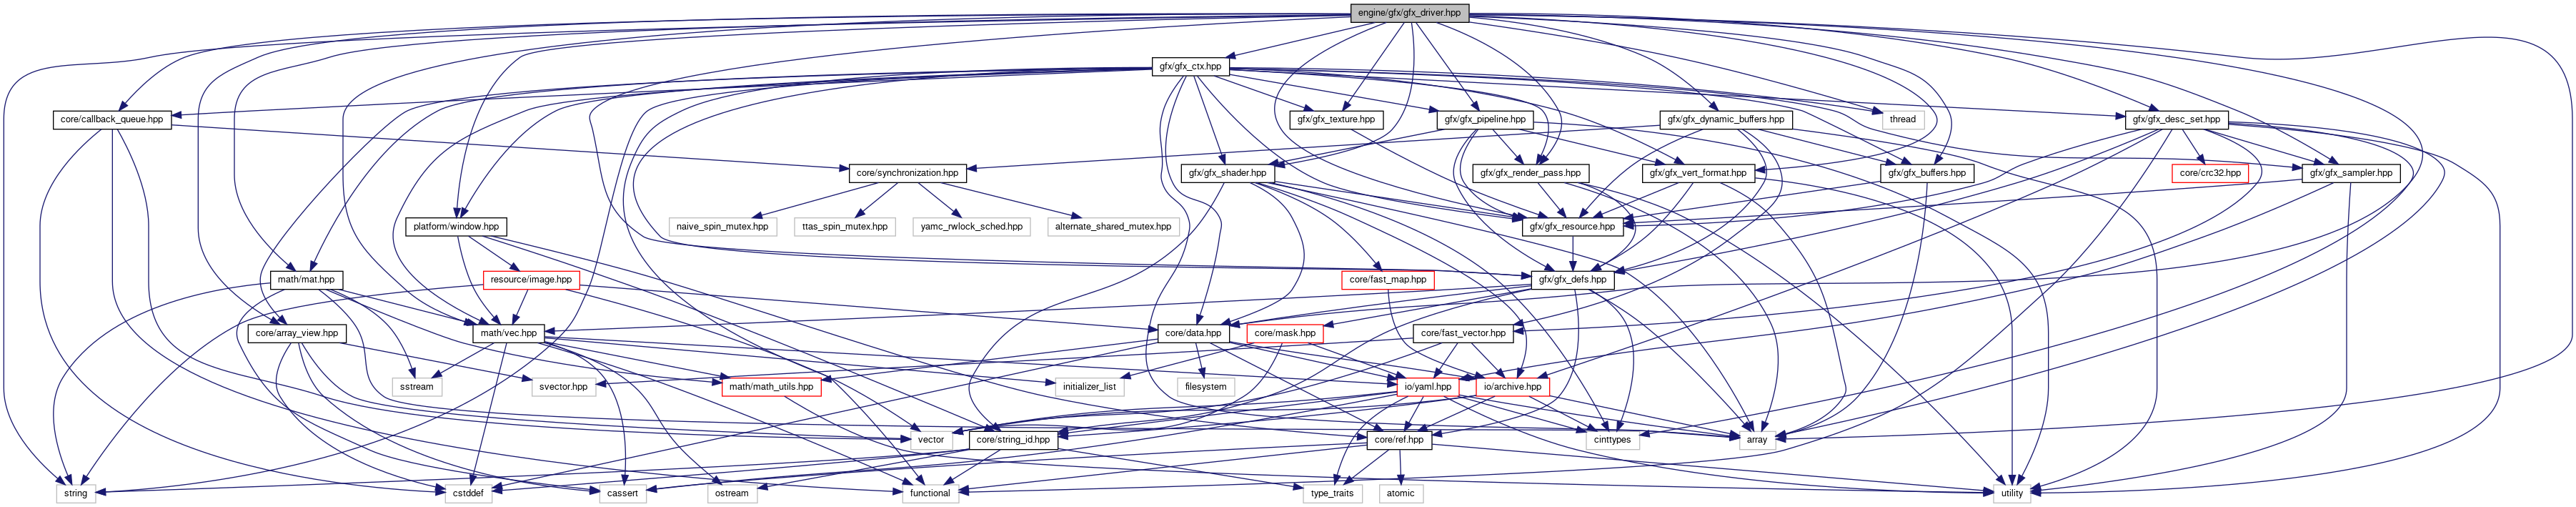 engine/gfx/gfx_driver.hpp
gfx/gfx_ctx.hpp
core/callback_queue.hpp
gfx/gfx_texture.hpp
gfx/gfx_pipeline.hpp
gfx/gfx_dynamic_buffers.hpp
thread
gfx/gfx_desc_set.hpp
core/synchronization.hpp
gfx/gfx_shader.hpp
gfx/gfx_render_pass.hpp
gfx/gfx_vert_format.hpp
gfx/gfx_buffers.hpp
core/crc32.hpp
gfx/gfx_sampler.hpp
platform/window.hpp
naive_spin_mutex.hpp
ttas_spin_mutex.hpp
yamc_rwlock_sched.hpp
alternate_shared_mutex.hpp
gfx/gfx_resource.hpp
math/mat.hpp
resource/image.hpp
core/fast_map.hpp
gfx/gfx_defs.hpp
core/array_view.hpp
math/vec.hpp
core/data.hpp
core/mask.hpp
core/fast_vector.hpp
sstream
svector.hpp
math/math_utils.hpp
initializer_list
filesystem
io/yaml.hpp
io/archive.hpp
vector
core/string_id.hpp
core/ref.hpp
cinttypes
array
string
cstddef
cassert
ostream
functional
type_traits
atomic
utility